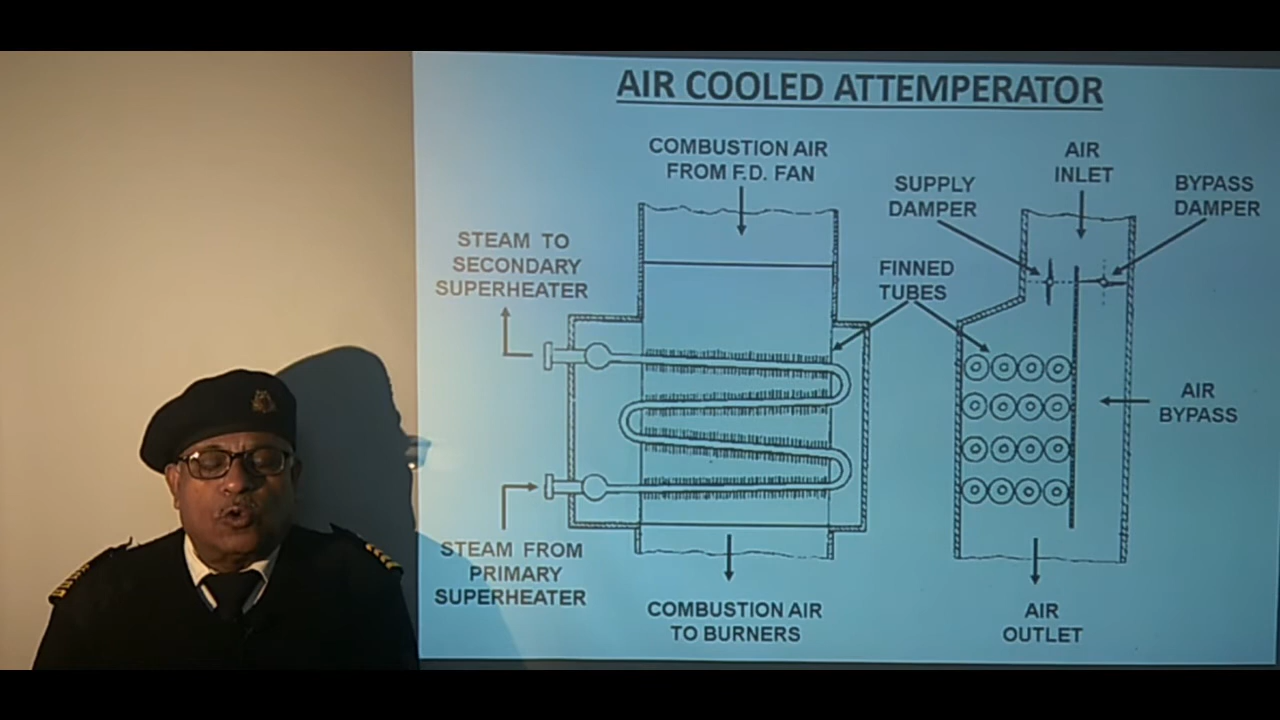 AIR COOLED ATTEMPERATOR
COMBUSTION AIR
FROM F.D. FAN
STEAM TO
SECONDARY
SUPERHEATER
STEAM FROM
PRIMARY
SUPERHEATER
COMBUSTION AIR
TO BURNERS
SUPPLY
DAMPER
FINNED
TUBES
AIR
INLET
BYPASS
DAMPER
AIR
BYPASS
AIR
OUTLET